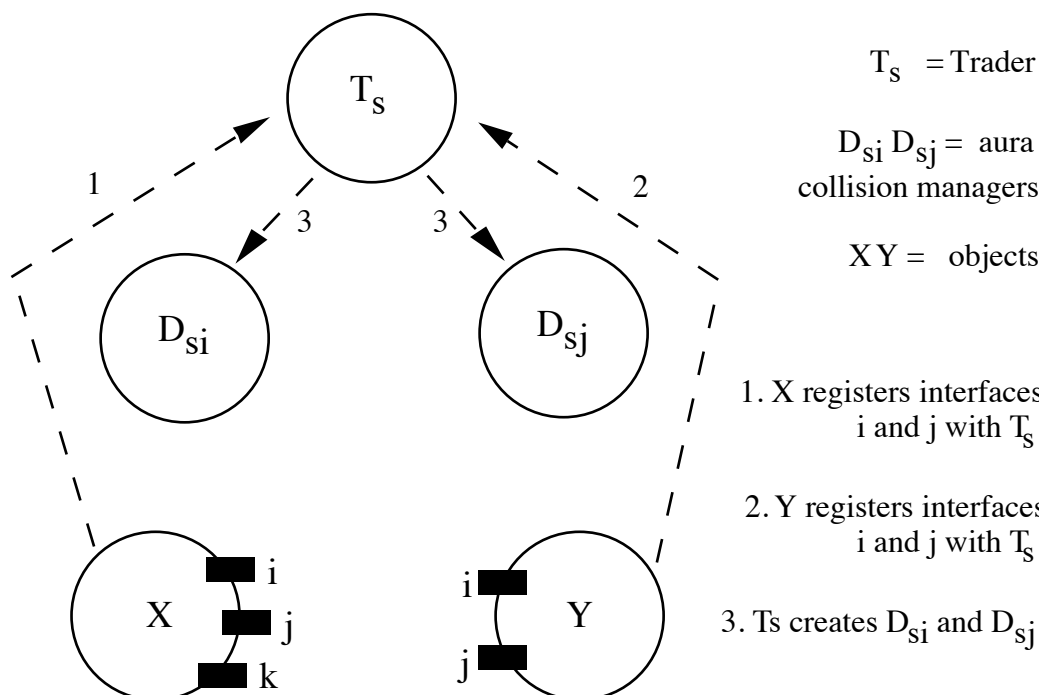 T_s
T_s = Trader
D_si D_sj = aura
collision managers
X Y = objects
1
2
3
3
D_si
D_sj
1. X registers interfaces
i and j with T_s
2. Y registers interfaces
i and j with T_s
3. Ts creates D_si and D_sj
X
i
j
k
i
j
Y